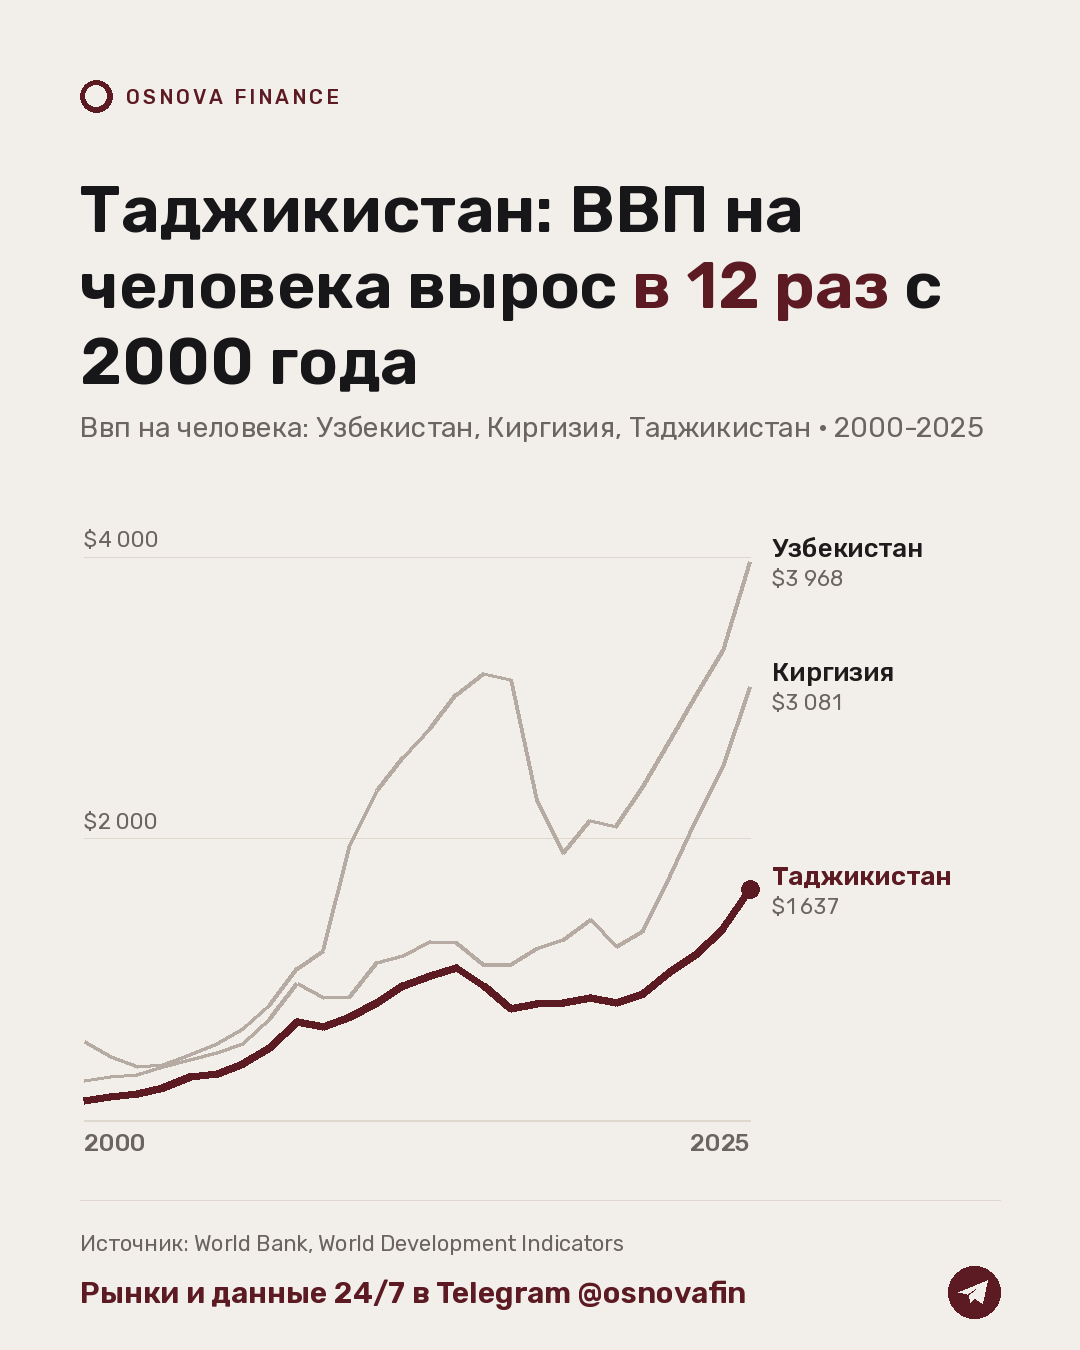 OSNOVA FINANCE
Таджикистан: ВВП на
человека вырос в 12 раз с
2000 года
Ввп на человека: Узбекистан, Киргизия, Таджикистан • 2000-2025
$4 000
Узбекистан
$3 968
Киргизия
$3 081
$2 000
Таджикистан
$1 637
2000
2025
Источник: World Bank, World Development Indicators
Рынки и данные 24/7 в Telegram @osnovafin